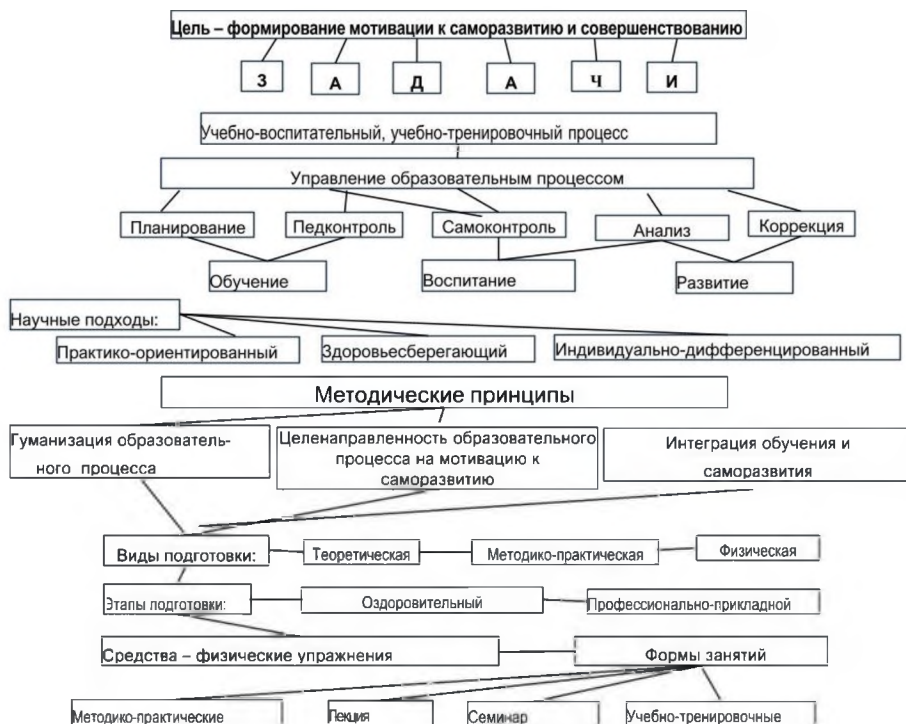 Цель – формирование мотивации к саморазвитию и совершенствованию
З А Д А Ч И
Учебно-воспитательный, учебно-тренировочный процесс
Управление образовательным процессом
Планирование Педконтроль Самоконтроль Анализ Коррекция
Обучение Воспитание Развитие
Научные подходы:
Практико-ориентированный Здоровьесберегающий Индивидуально-дифференцированный
Методические принципы
Гуманизация образователь-
ного процесса
Целенаправленность образовательного
процесса на мотивацию к
саморазвитию
Интеграция обучения и
саморазвития
Виды подготовки: Теоретическая Методико-практическая Физическая
Этапы подготовки: Оздоровительный Профессионально-прикладной
Средства – физические упражнения Формы занятий
Методико-практические Лекция Семинар Учебно-тренировочные